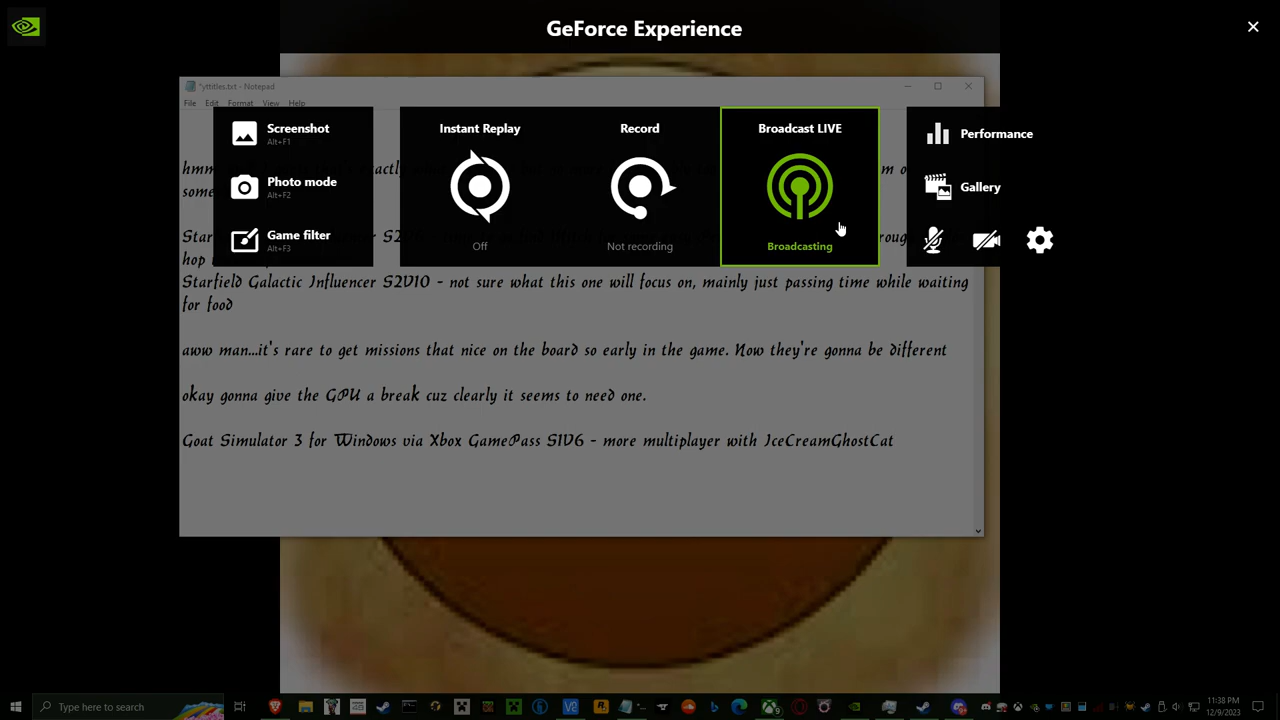 GeForce Experience
*yttitles.txt - Notepad
File Edit Format View Help
Screenshot
Alt+F1
Photo mode
Alt+F2
Game filter
Alt+F3
Instant Replay
Off
Record
Not recording
Broadcast LIVE
Broadcasting
Performance
Gallery
Starfield Galactic Influencer S2V10 - not sure what this one will focus on, mainly just passing time while waiting
for food
aww man...it's rare to get missions that nice on the board so early in the game. Now they're gonna be different
okay gonna give the GPU a break cuz clearly it seems to need one.
Goat Simulator 3 for Windows via Xbox GamePass S1V6 - more multiplayer with IceCreamGhostCat
Type here to search
11:38 PM
12/9/2023